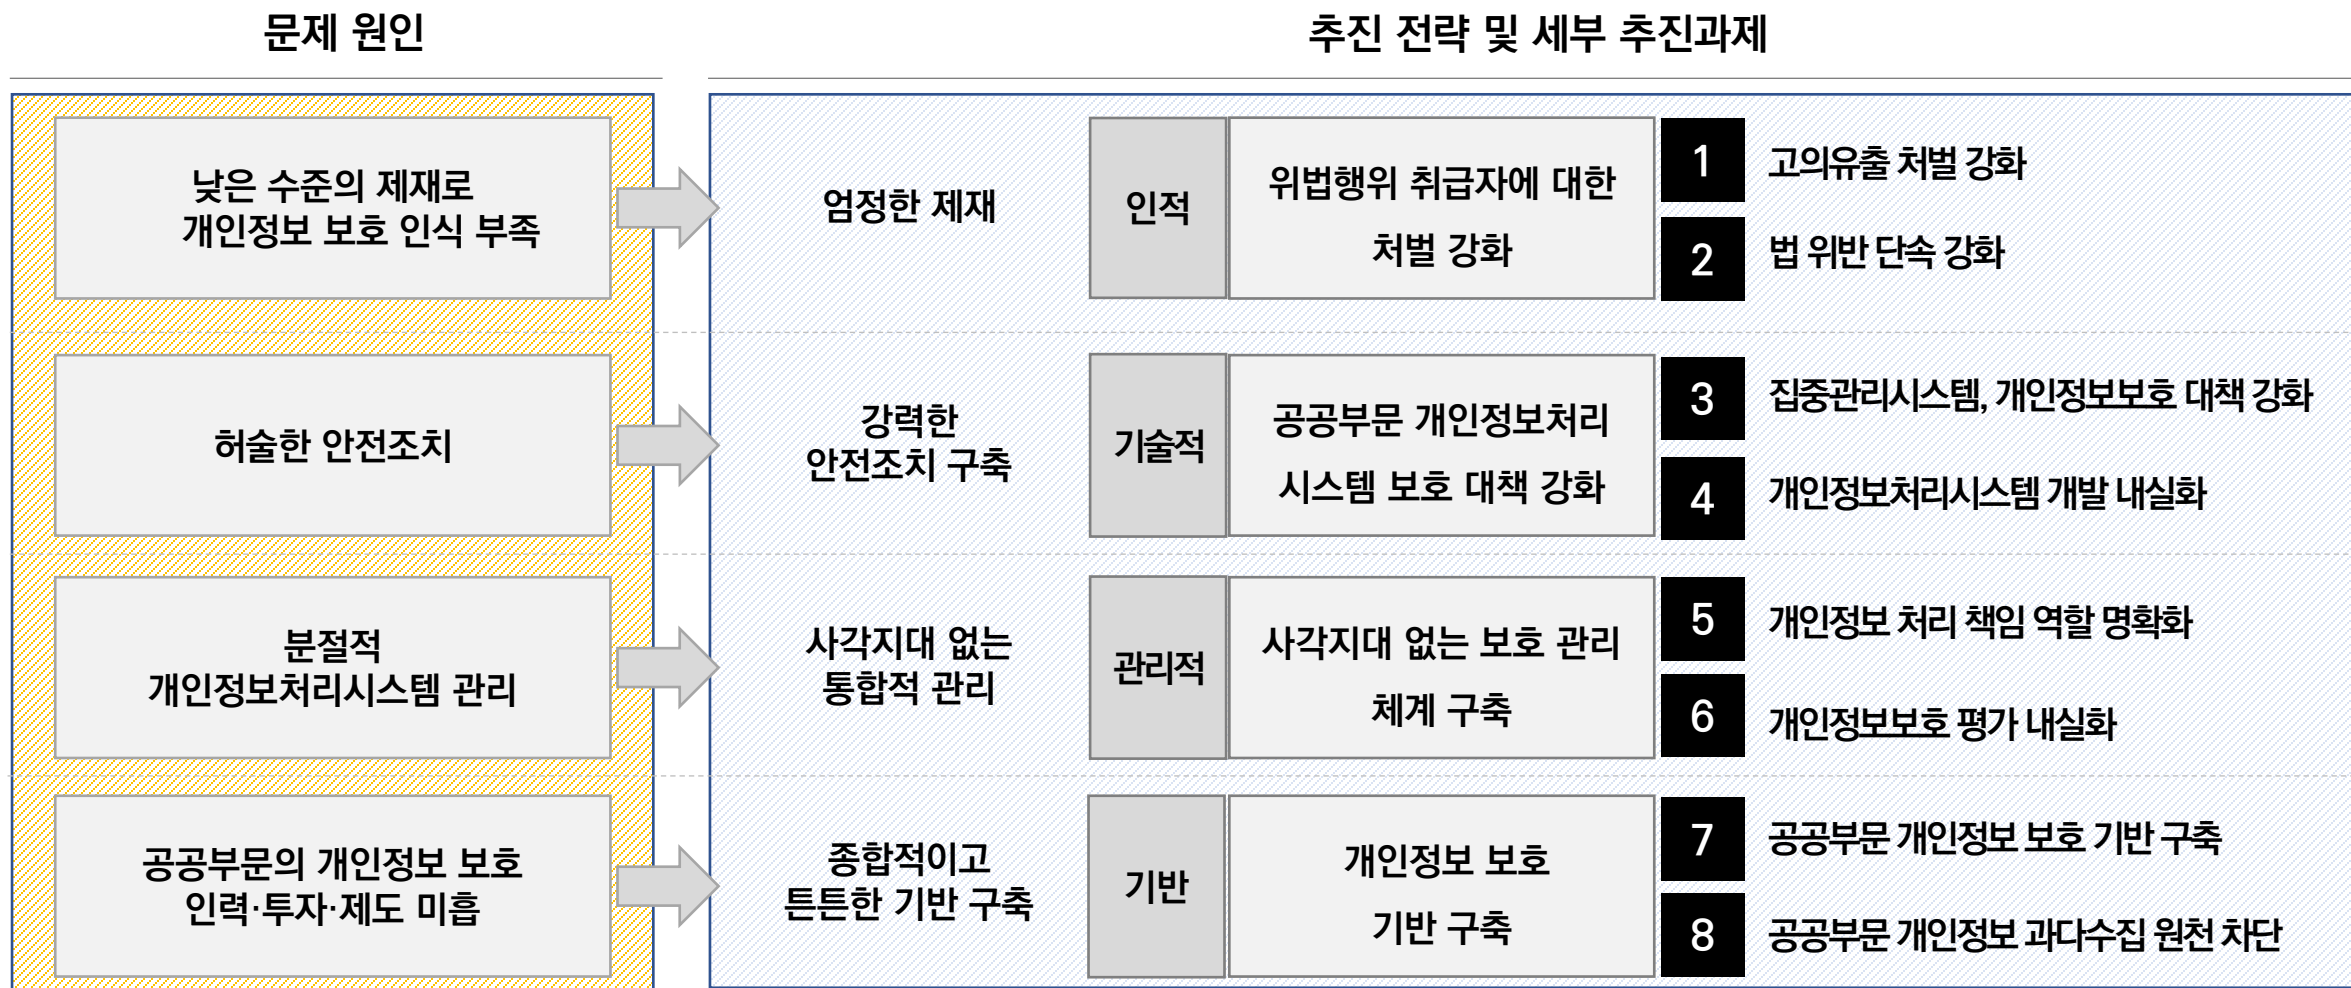 문제 원인
추진 전략 및 세부 추진과제
낮은 수준의 제재로
개인정보 보호 인식 부족
엄정한 제재
인적
위법행위 취급자에 대한
처벌 강화
1
고의유출 처벌 강화
2
법 위반 단속 강화
허술한 안전조치
강력한
안전조치 구축
기술적
공공부문 개인정보처리
시스템 보호 대책 강화
3
집중관리시스템, 개인정보보호 대책 강화
4
개인정보처리시스템 개발 내실화
분절적
개인정보처리시스템 관리
사각지대 없는
통합적 관리
관리적
사각지대 없는 보호 관리
체계 구축
5
개인정보 처리 책임 역할 명확화
6
개인정보보호 평가 내실화
공공부문의 개인정보 보호
인력·투자·제도 미흡
종합적이고
튼튼한 기반 구축
기반
개인정보 보호
기반 구축
7
공공부문 개인정보 보호 기반 구축
8
공공부문 개인정보 과다수집 원천 차단